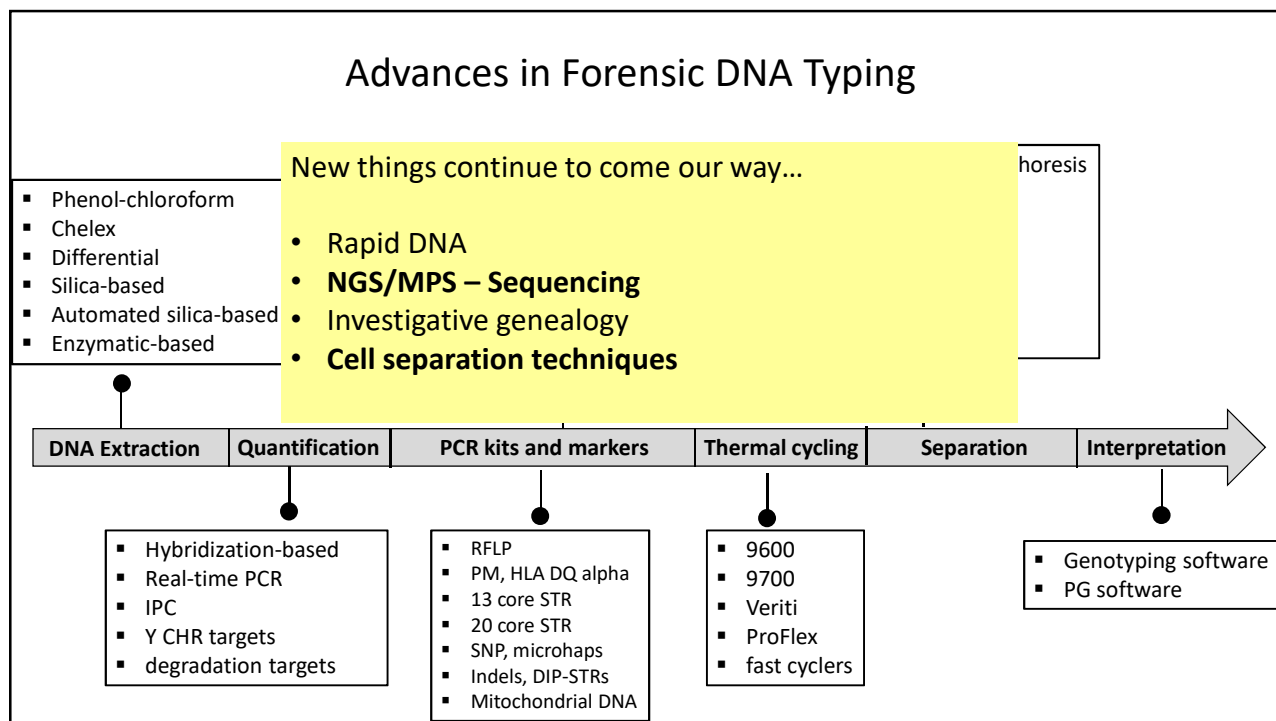 Advances in Forensic DNA Typing
▪ Phenol-chloroform
▪ Chelex
▪ Differential
▪ Silica-based
▪ Automated silica-based
▪ Enzymatic-based
New things continue to come our way…
• Rapid DNA
• NGS/MPS – Sequencing
• Investigative genealogy
• Cell separation techniques
horesis
DNA Extraction
Quantification
PCR kits and markers
Thermal cycling
Separation
Interpretation
▪ Hybridization-based
▪ Real-time PCR
▪ IPC
▪ Y CHR targets
▪ degradation targets
▪ RFLP
▪ PM, HLA DQ alpha
▪ 13 core STR
▪ 20 core STR
▪ SNP, microhaps
▪ Indels, DIP-STRs
▪ Mitochondrial DNA
▪ 9600
▪ 9700
▪ Veriti
▪ ProFlex
▪ fast cyclers
▪ Genotyping software
▪ PG software